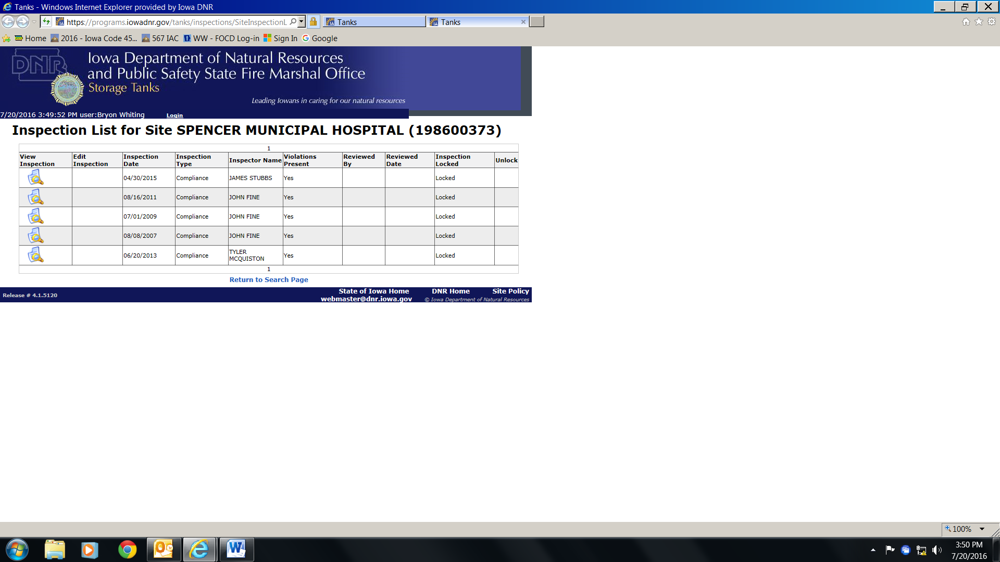 Tanks - Windows Internet Explorer provided by Iowa DNR
https://programs.iowadnr.gov/tanks/inspections/SiteInspectionL
Tanks
Tanks
Home 2016 - Iowa Code 45... 567 IAC WW - FOCD Log-in Sign In Google
DNR
Iowa Department of Natural Resources
and Public Safety State Fire Marshal Office
Storage Tanks
Leading Iowans in caring for our natural resources
7/20/2016 3:49:52 PM user:Bryon Whiting Login
Inspection List for Site SPENCER MUNICIPAL HOSPITAL (198600373)
1
View Inspection Edit Inspection Inspection Date Inspection Type Inspector Name Violations Present Reviewed By Reviewed Date Inspection Locked Unlock
04/30/2015 Compliance JAMES STUBBS Yes Locked
08/16/2011 Compliance JOHN FINE Yes Locked
07/01/2009 Compliance JOHN FINE Yes Locked
08/08/2007 Compliance JOHN FINE Yes Locked
06/20/2013 Compliance TYLER MCQUISTON Yes Locked
1
Return to Search Page
Release # 4.1.5120
State of Iowa Home DNR Home Site Policy
webmaster@dnr.iowa.gov © Iowa Department of Natural Resources
100%
3:50 PM
7/20/2016